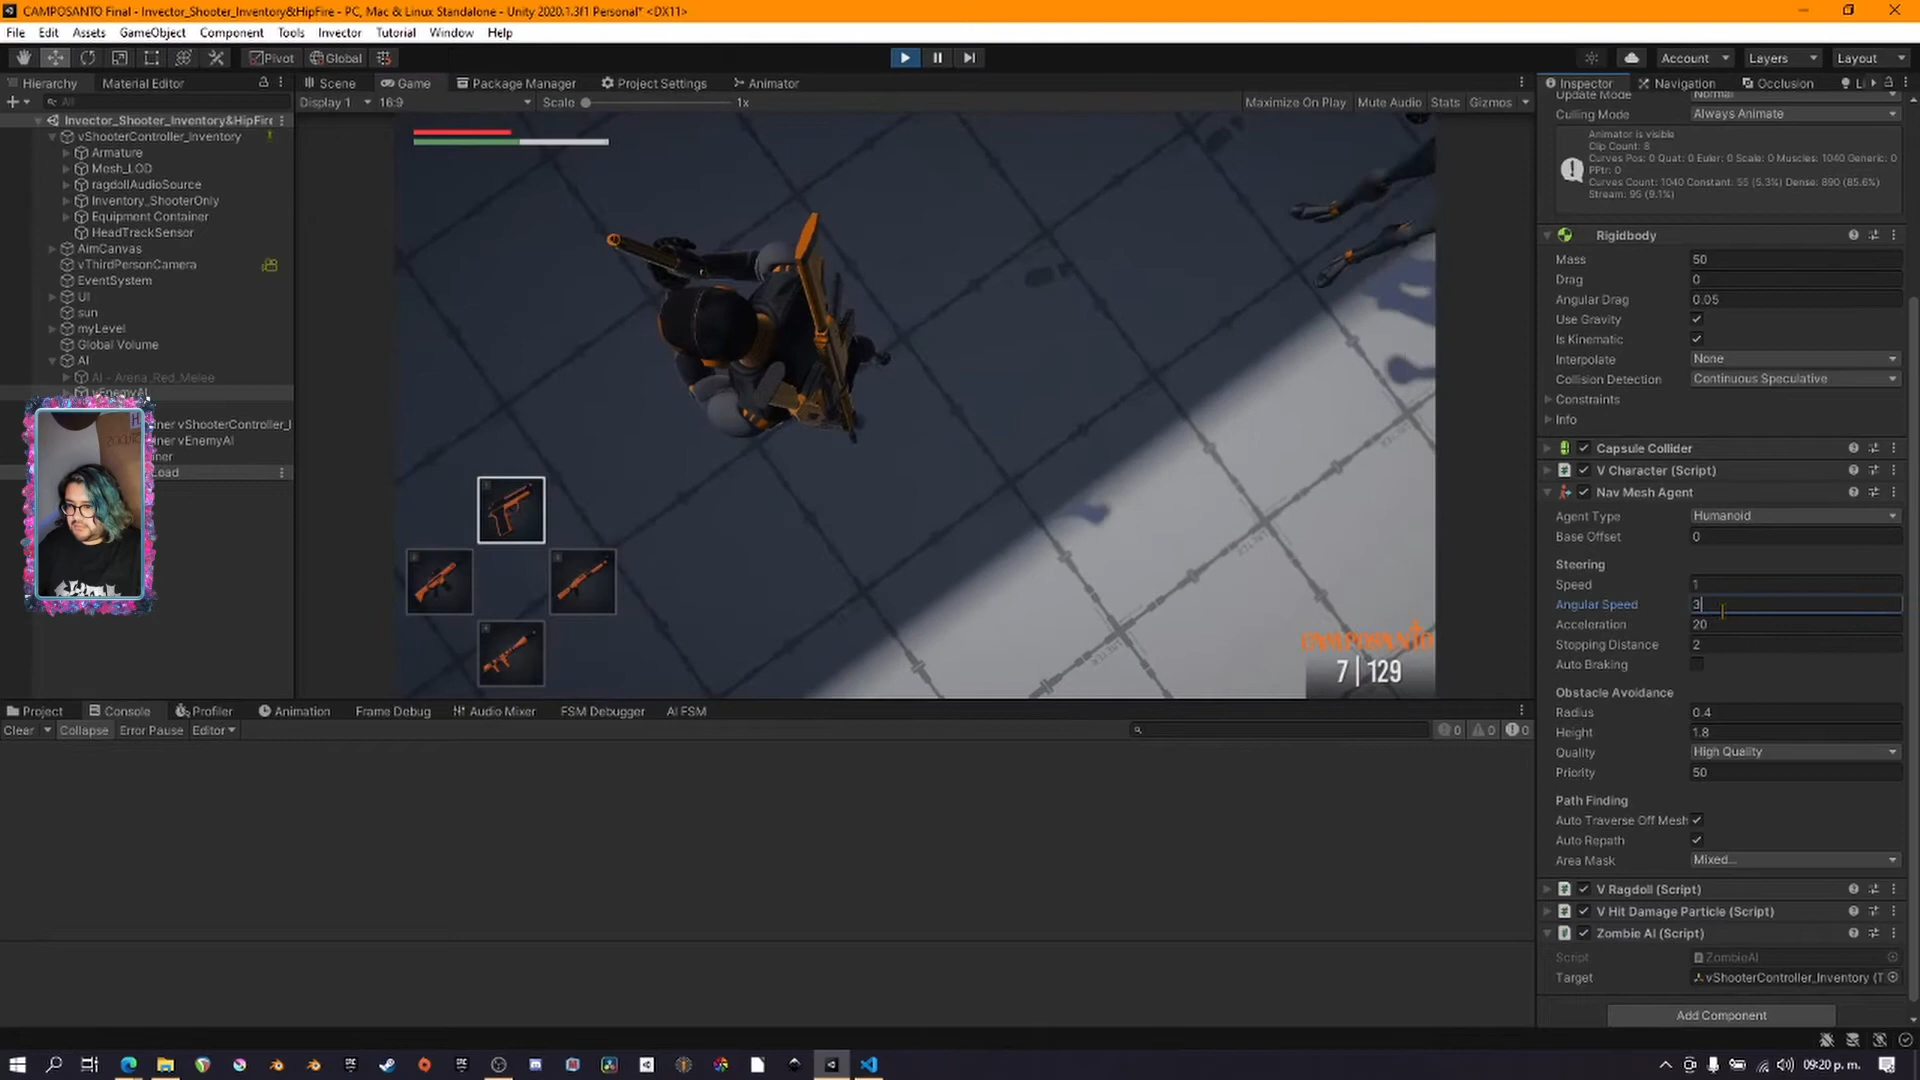 CAMPOSANTO Final - Invector_Shooter_Inventory&HipFire - PC, Mac & Linux Standalone - Unity 2020.1.3f1 Personal* <DX11>
File Edit Assets GameObject Component Tools Invector Tutorial Window Help
Pivot Global Account Layers Layout
Hierarchy Material Editor Scene Game Package Manager Project Settings Animator Inspector Navigation Occlusion
All Display 1 16:9 Scale 1x Maximize On Play Mute Audio Stats Gizmos
Invector_Shooter_Inventory&HipFire
vShooterController_Inventory
Armature
Mesh_LOD
ragdollAudioSource
Inventory_ShooterOnly
Equipment Container
HeadTrackSensor
AimCanvas
vThirdPersonCamera
EventSystem
UI
sun
myLevel
Global Volume
AI
AI - Arena_Red_Melee
vEnemyAI
iner vShooterController_I
iner vEnemyAI
iner
Load
CAMPOSANTO
7 | 129
Update Mode Normal
Culling Mode Always Animate
Animator is visible
Clip Count: 8
Curves Pos: 0 Quat: 0 Euler: 0 Scale: 0 Muscles: 1040 Generic: 0
PPtr: 0
Curves Count: 1040 Constant: 55 (5.3%) Dense: 890 (85.6%)
Stream: 95 (9.1%)
Rigidbody
Mass 50
Drag 0
Angular Drag 0.05
Use Gravity
Is Kinematic
Interpolate None
Collision Detection Continuous Speculative
Constraints
Info
Capsule Collider
V Character (Script)
Nav Mesh Agent
Agent Type Humanoid
Base Offset 0
Steering
Speed 1
Angular Speed 3
Acceleration 20
Stopping Distance 2
Auto Braking
Obstacle Avoidance
Radius 0.4
Height 1.8
Quality High Quality
Priority 50
Path Finding
Auto Traverse Off Mesh
Auto Repath
Area Mask Mixed...
V Ragdoll (Script)
V Hit Damage Particle (Script)
Zombie AI (Script)
Script ZombieAI
Target vShooterController_Inventory (T
Add Component
Project Console Profiler Animation Frame Debug Audio Mixer FSM Debugger AI FSM
Clear Collapse Error Pause Editor 0 0 0
09:20 p. m.